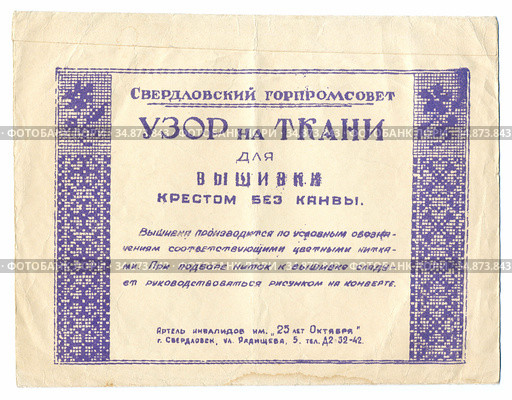 Свердловский горпромсовет
УЗОР на ТКАНИ
для
ВЫШИВКИ
КРЕСТОМ БЕЗ КАНВЫ.
Вышивка производится по условным обозна-
чениям соответствующими цветными нитка-
ми. При подборе ниток к вышивке следу-
ет руководствоваться рисунком на конверте.
Артель инвалидов им. „25 лет Октября"
г. Свердловск, ул. Радищева, 5. тел. Д2-32-42.